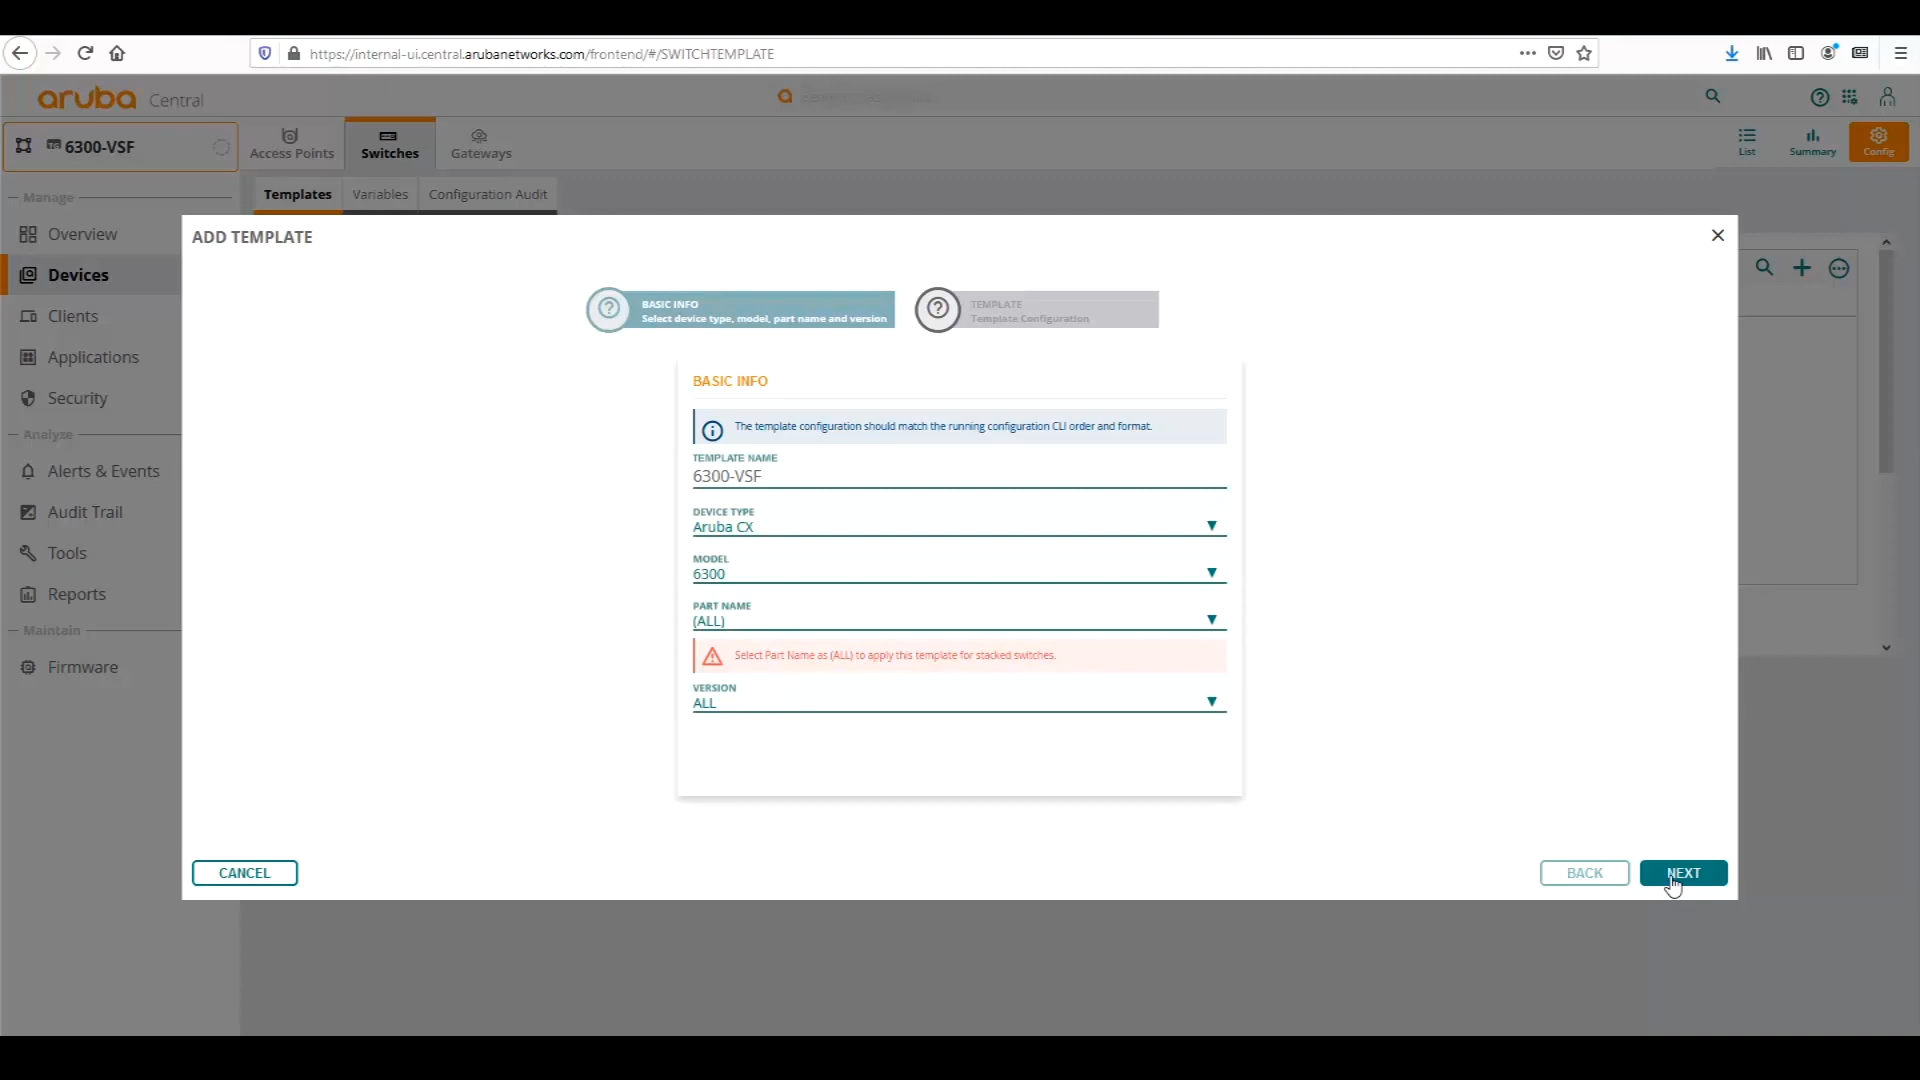 https://internal-ui.central.arubanetworks.com/frontend/#/SWITCHTEMPLATE
aruba Central
6300-VSF
Access Points
Switches
Gateways
List
Summary
Config
Manage
Templates
Variables
Configuration Audit
Overview
Devices
Clients
Applications
Security
Analyze
Alerts & Events
Audit Trail
Tools
Reports
Maintain
Firmware
ADD TEMPLATE
BASIC INFO
Select device type, model, part name and version
TEMPLATE
Template Configuration
BASIC INFO
The template configuration should match the running configuration CLI order and format.
TEMPLATE NAME
6300-VSF
DEVICE TYPE
Aruba CX
MODEL
6300
PART NAME
(ALL)
Select Part Name as (ALL) to apply this template for stacked switches.
VERSION
ALL
CANCEL
BACK
NEXT